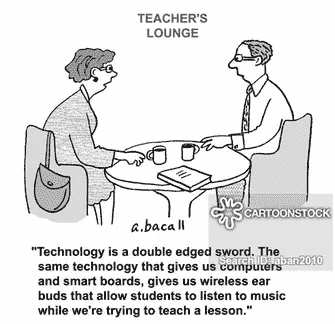 TEACHER'S
LOUNGE
a.bacall
CARTOONSTOCK
Search ID: aban2010
"Technology is a double edged sword. The
same technology that gives us computers
and smart boards, gives us wireless ear
buds that allow students to listen to music
while we're trying to teach a lesson."